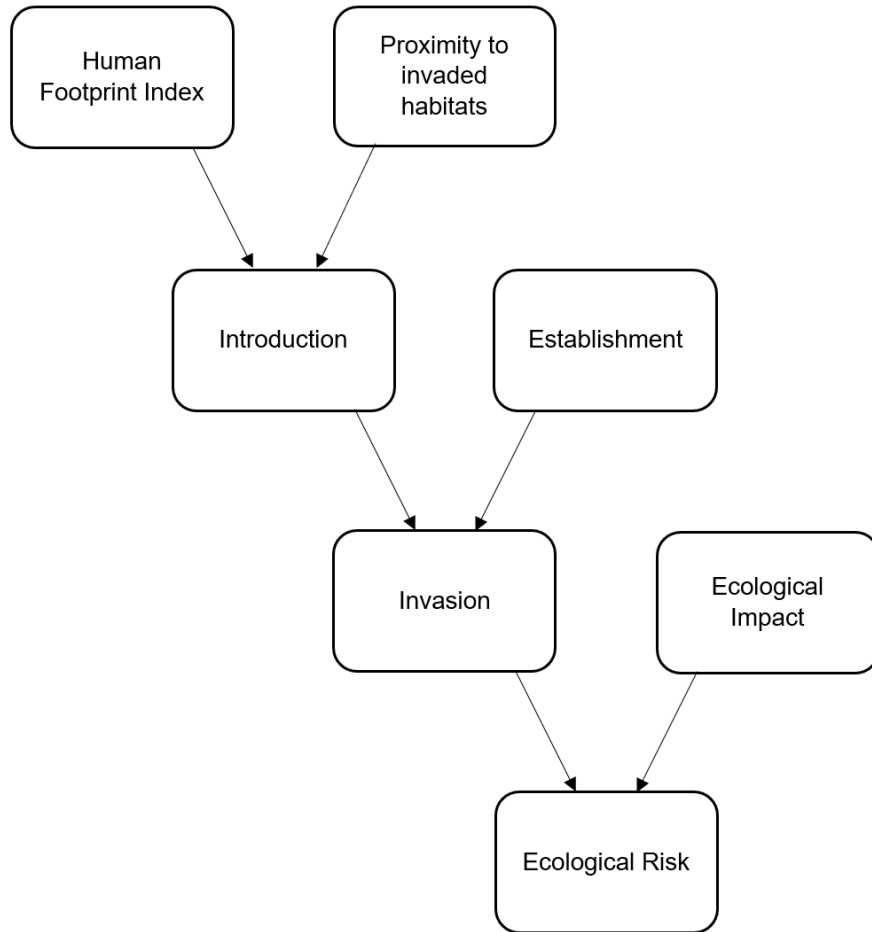 Human
Footprint Index
Proximity to
invaded
habitats
Introduction
Establishment
Invasion
Ecological
Impact
Ecological Risk